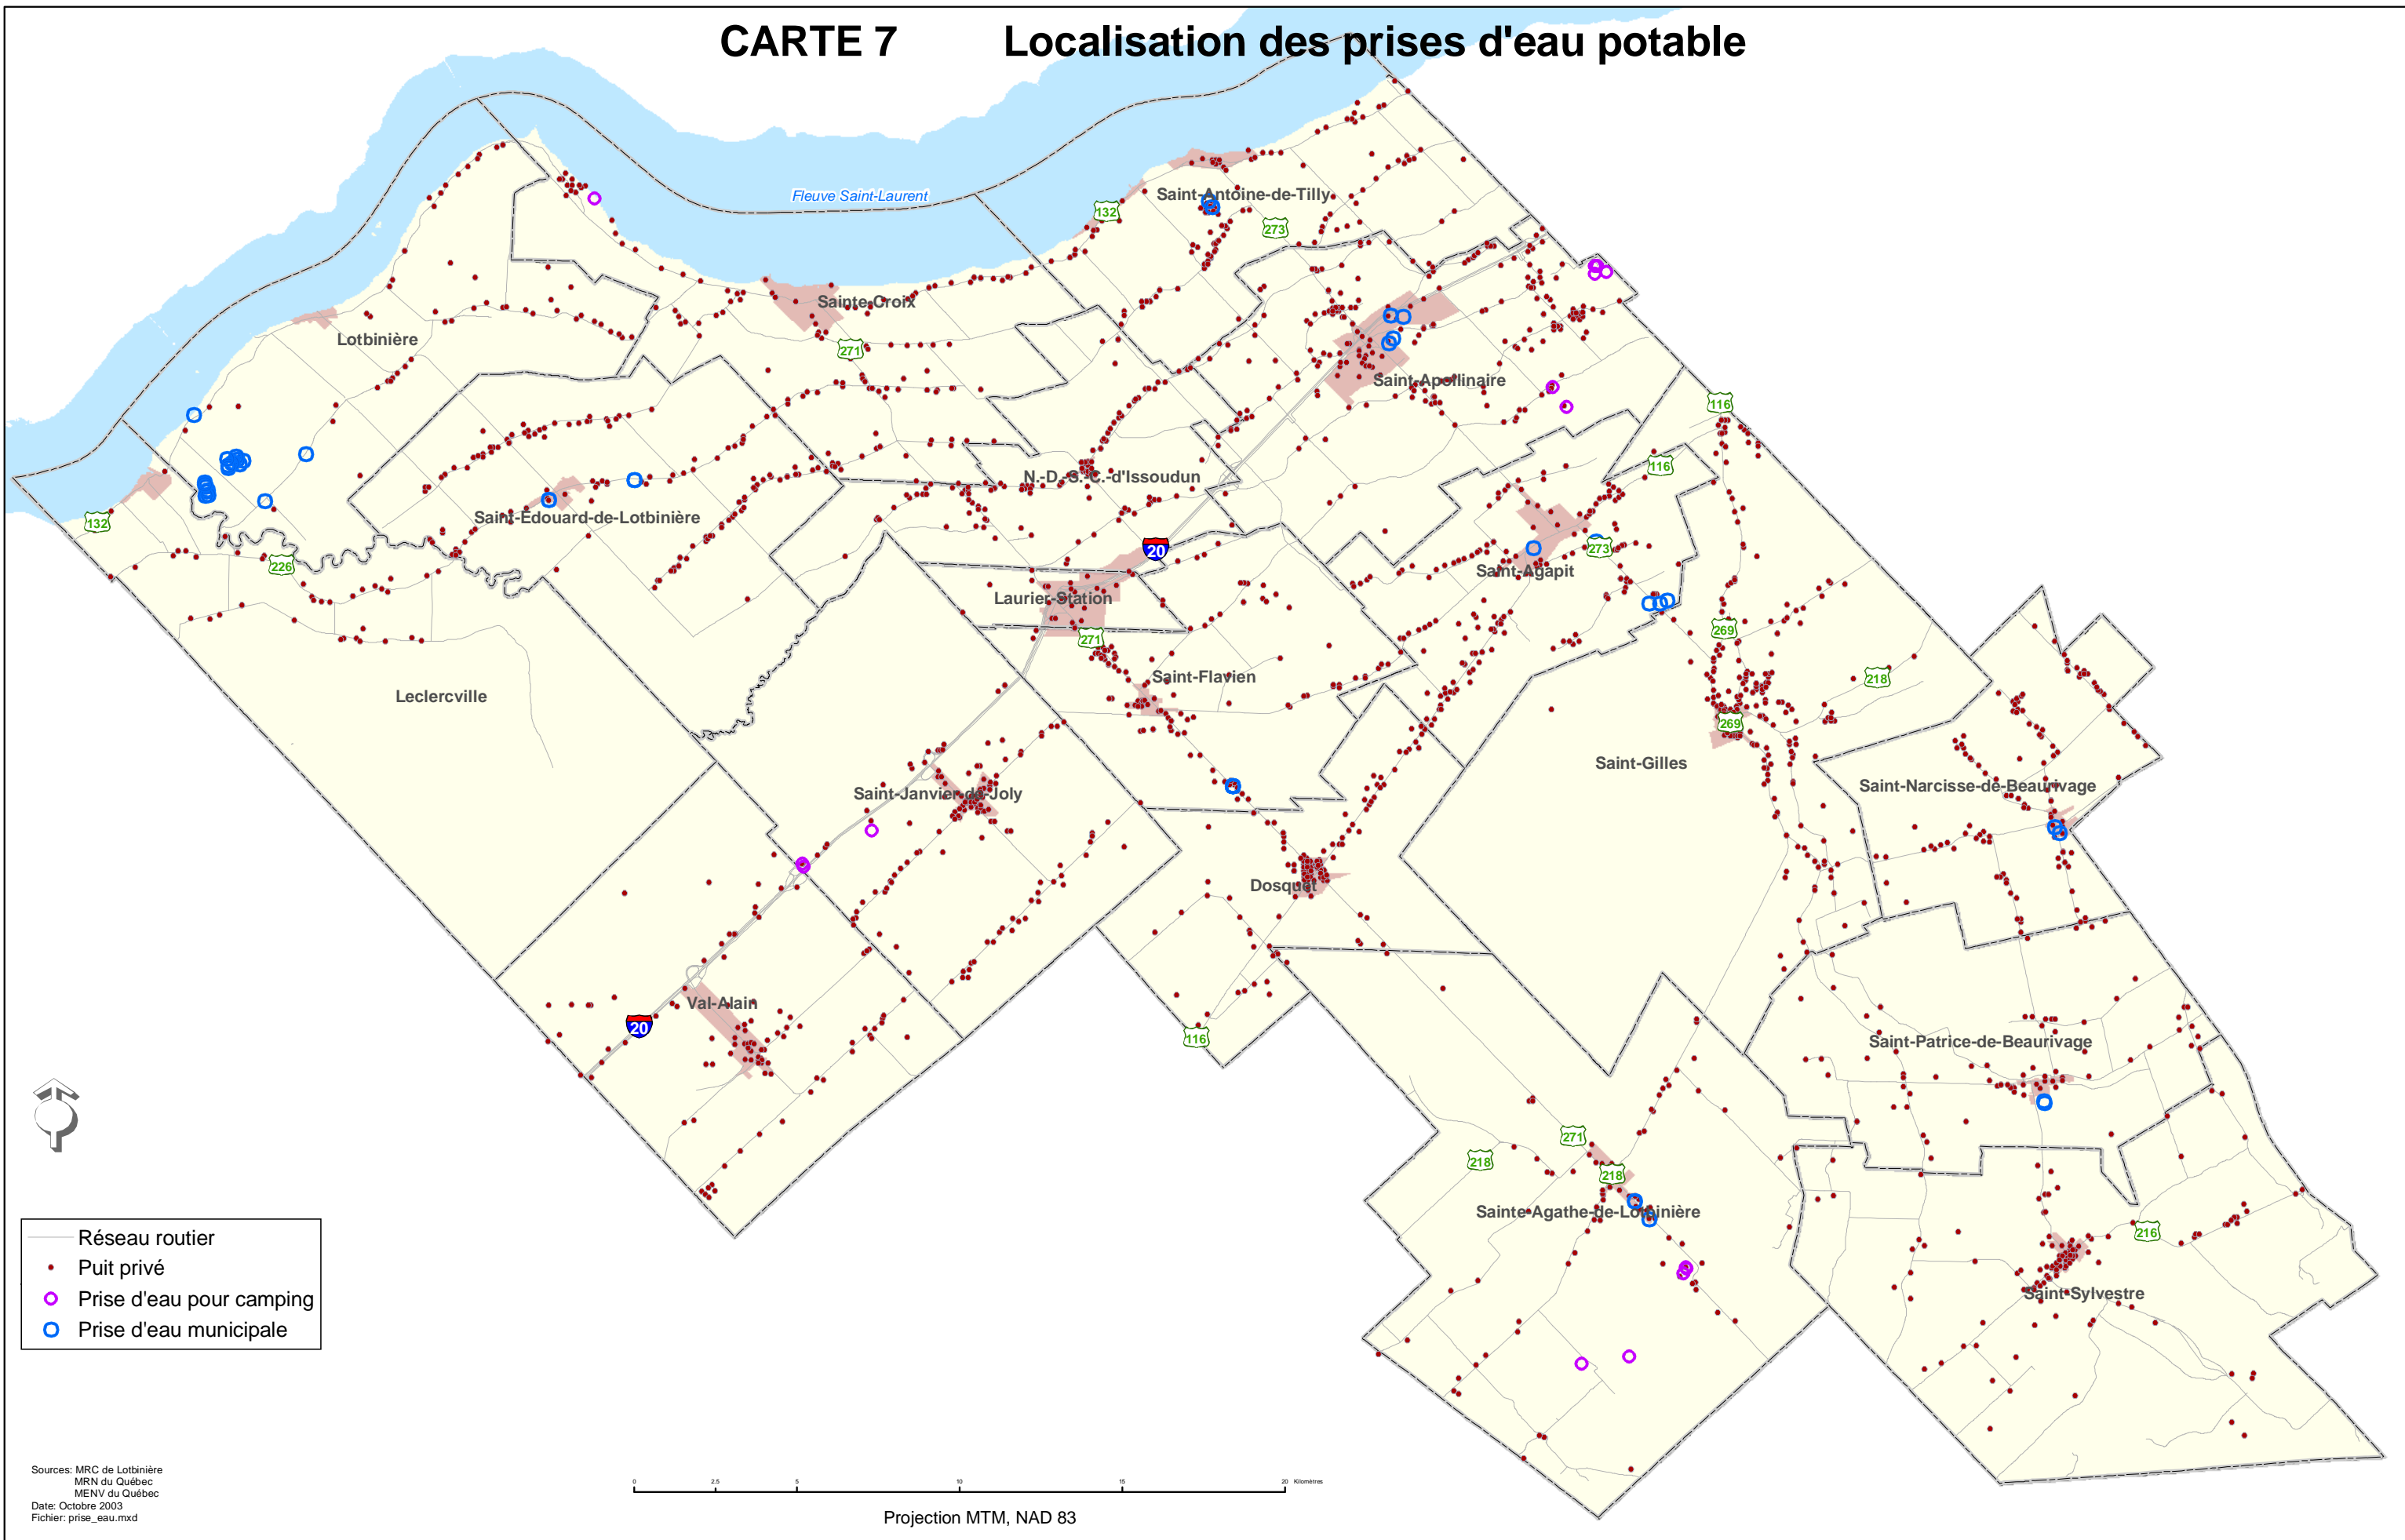 CARTE 7 Localisation des prises d'eau potable
Fleuve Saint-Laurent
Saint-Antoine-de-Tilly
132
273
Sainte-Croix
Lotbinière
271
Saint-Apollinaire
116
116
N.-D.-S.-C.-d'Issoudun
Saint-Edouard-de-Lotbinière
132
20
273
226
Saint-Agapit
Laurier-Station
271
269
Saint-Flavien
218
Leclercville
269
Saint-Gilles
Saint-Narcisse-de-Beaurivage
Saint-Janvier-de-Joly
Dosquet
Val-Alain
20
116
Saint-Patrice-de-Beaurivage
271
218
218
Sainte-Agathe-de-Lotbinière
216
Saint-Sylvestre
Réseau routier
Puit privé
Prise d'eau pour camping
Prise d'eau municipale
Sources: MRC de Lotbinière
MRN du Québec
MENV du Québec
Date: Octobre 2003
Fichier: prise_eau.mxd
0 2.5 5 10 15 20 Kilomètres
Projection MTM, NAD 83